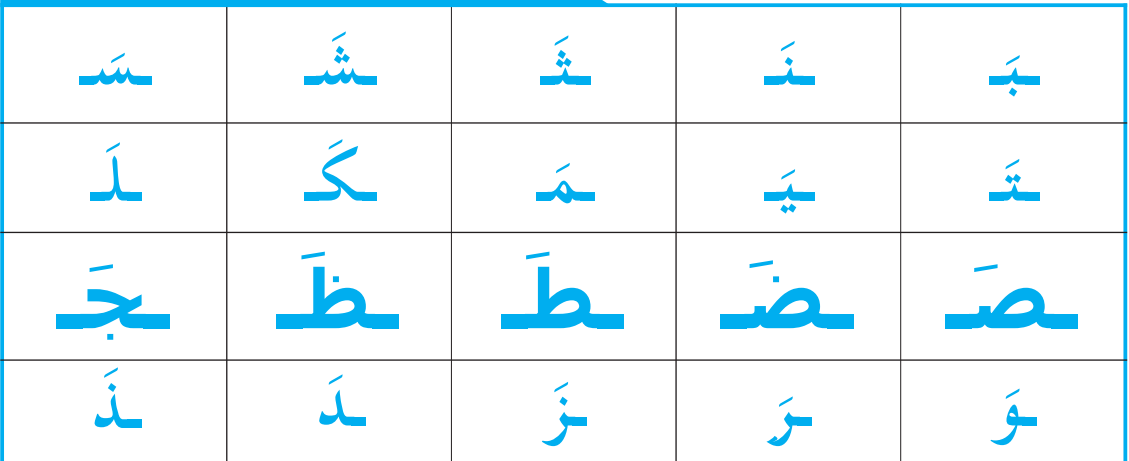 ـبَـ ـنَـ ـثَـ ـشَـ ـسَـ
ـتَـ ـيَـ ـمَـ ـكَـ ـلَـ
ـصَـ ـضَـ ـطَـ ـظَـ ـجَـ
ـوَ ـرَ ـزَ ـدَ ـذَ